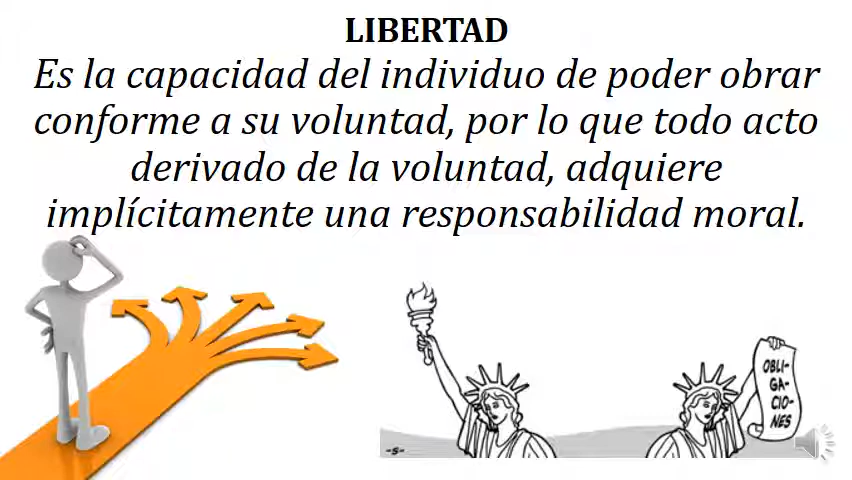 LIBERTAD
Es la capacidad del individuo de poder obrar
conforme a su voluntad, por lo que todo acto
derivado de la voluntad, adquiere
implícitamente una responsabilidad moral.
OBLI-
GA-
CIO-
NES
-S-